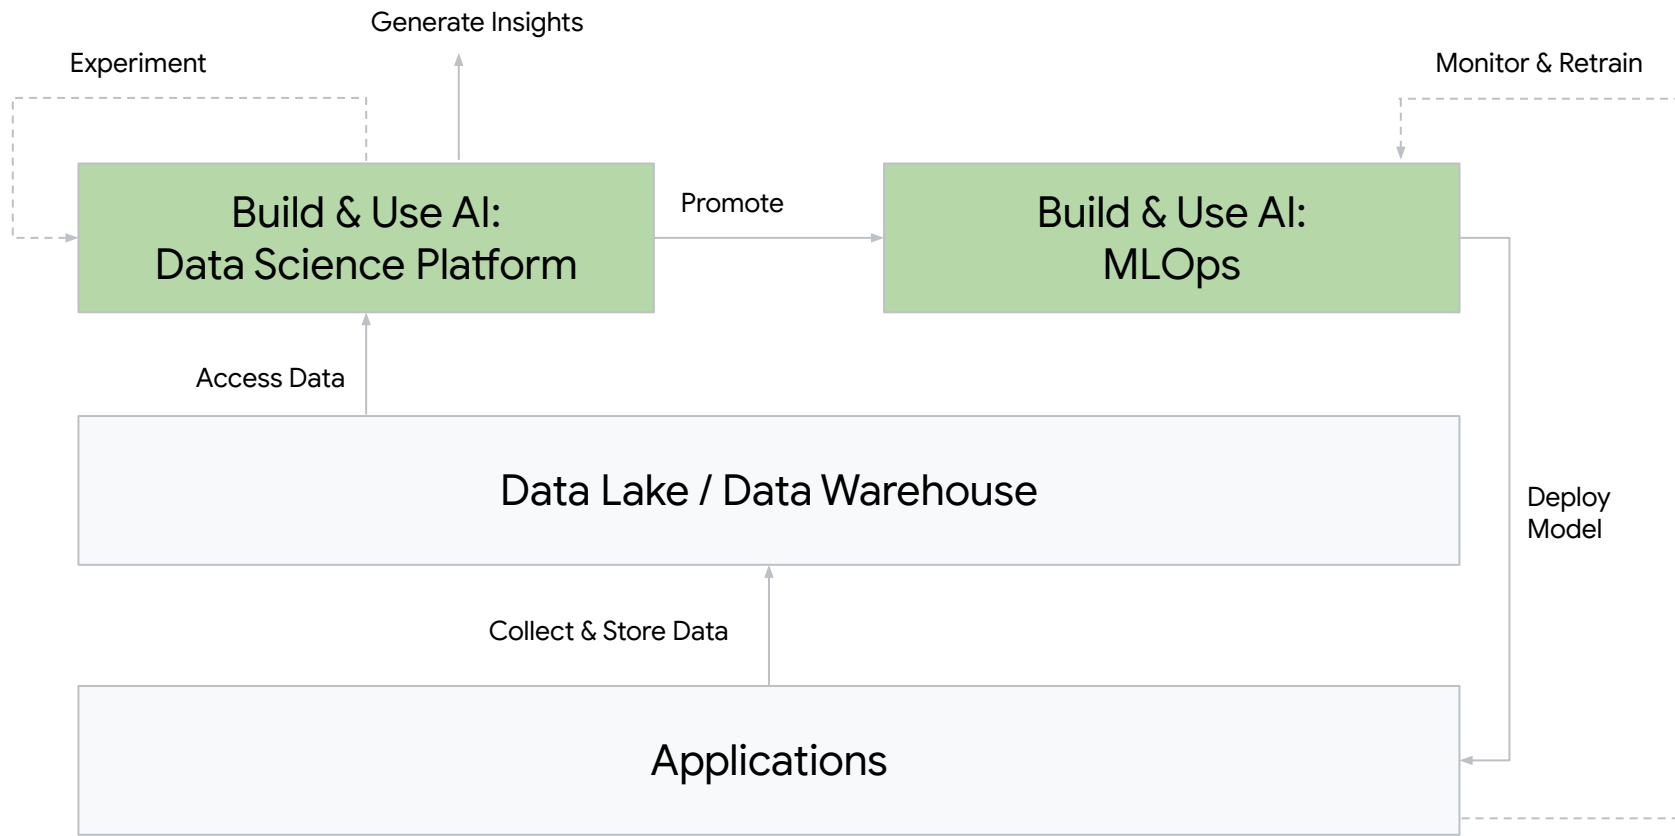 Generate Insights
Experiment
Monitor & Retrain
Build & Use AI:
Data Science Platform
Promote
Build & Use AI:
MLOps
Access Data
Data Lake / Data Warehouse
Deploy
Model
Collect & Store Data
Applications